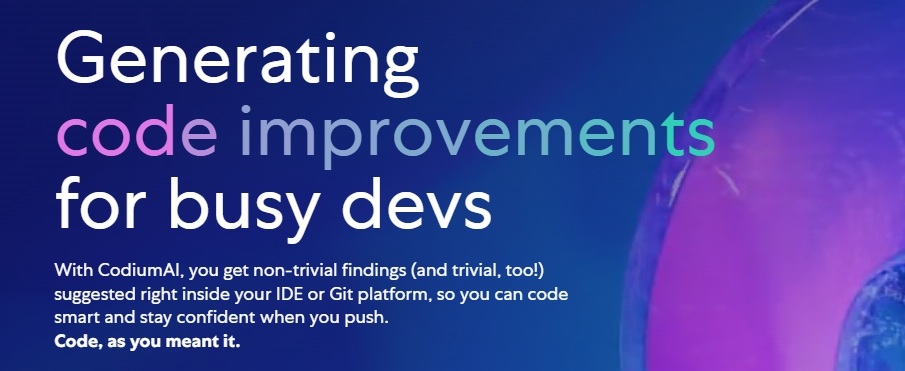 Generating
code improvements
for busy devs
With CodiumAI, you get non-trivial findings (and trivial, too!)
suggested right inside your IDE or Git platform, so you can code
smart and stay confident when you push.
Code, as you meant it.